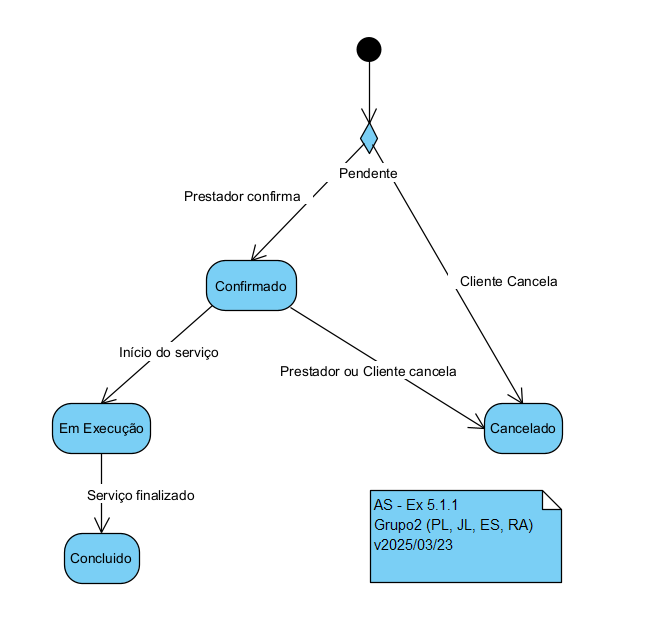 Pendente
Prestador confirma
Cliente Cancela
Confirmado
Início do serviço
Prestador ou Cliente cancela
Em Execução
Cancelado
Serviço finalizado
Concluido
AS - Ex 5.1.1
Grupo2 (PL, JL, ES, RA)
v2025/03/23